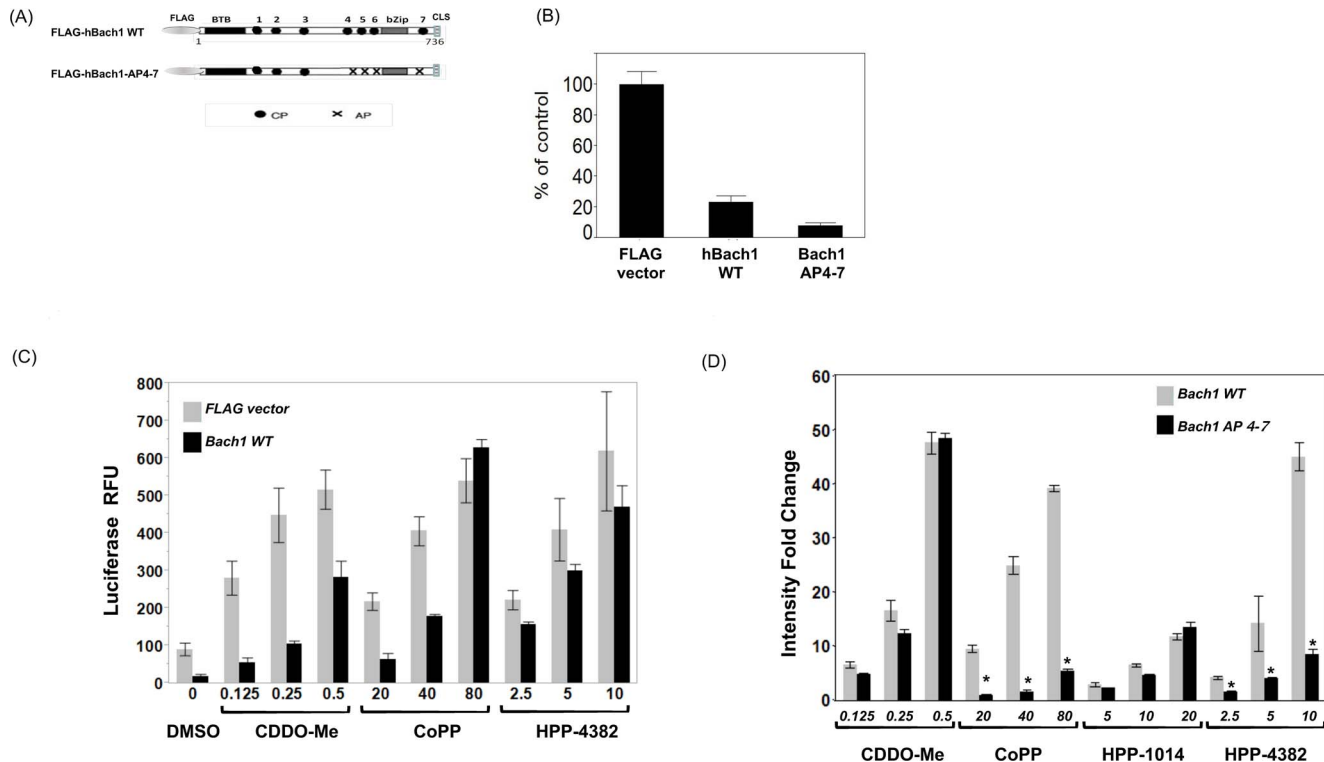 (A)
FLAG BTB 1 2 3 4 5 6 bZip 7 CLS
FLAG-hBach1 WT
1 736
FLAG-hBach1-AP4-7
CP AP
(B)
% of control
100
80
60
40
20
0
FLAG vector
hBach1 WT
Bach1 AP4-7
(C)
Luciferase RFU
800
700
600
500
400
300
200
100
0
FLAG vector
Bach1 WT
0 0.125 0.25 0.5 20 40 80 2.5 5 10
DMSO CDDO-Me CoPP HPP-4382
(D)
Intensity Fold Change
60
50
40
30
20
10
0
Bach1 WT
Bach1 AP 4-7
* * * * * *
0.125 0.25 0.5 20 40 80 5 10 20 2.5 5 10
CDDO-Me CoPP HPP-1014 HPP-4382